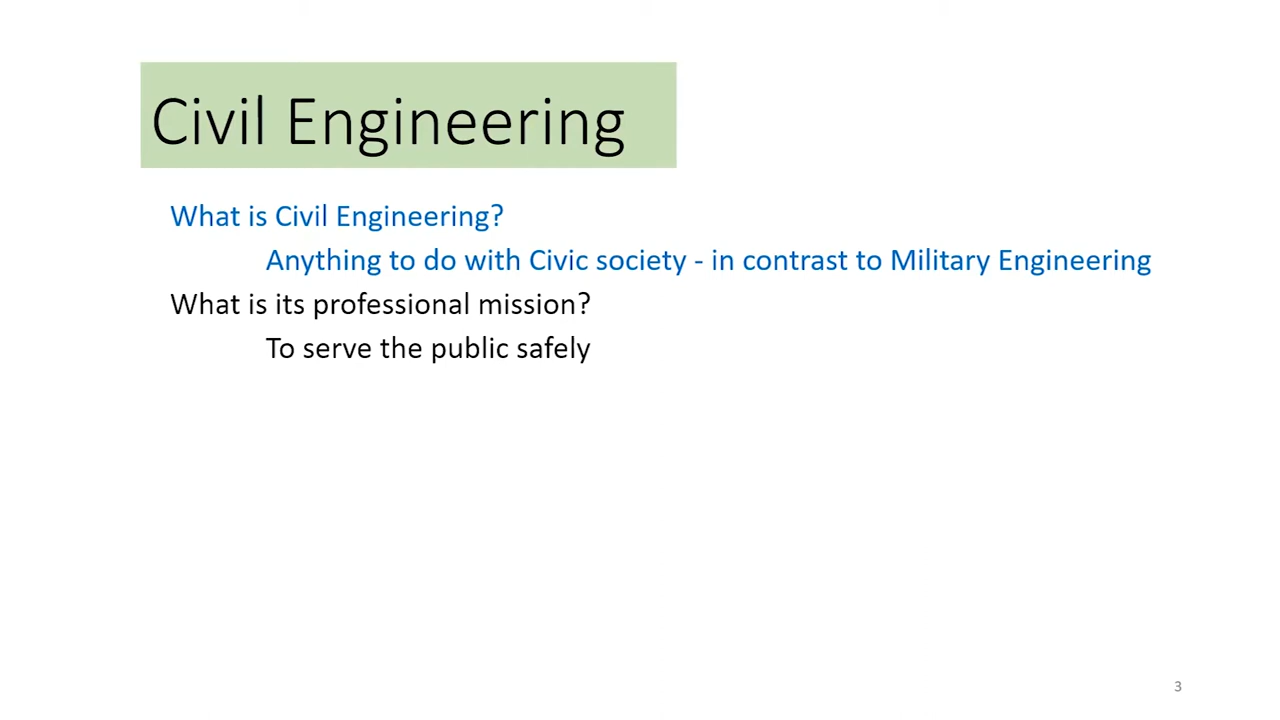 Civil Engineering
What is Civil Engineering?
Anything to do with Civic society - in contrast to Military Engineering
What is its professional mission?
To serve the public safely
3